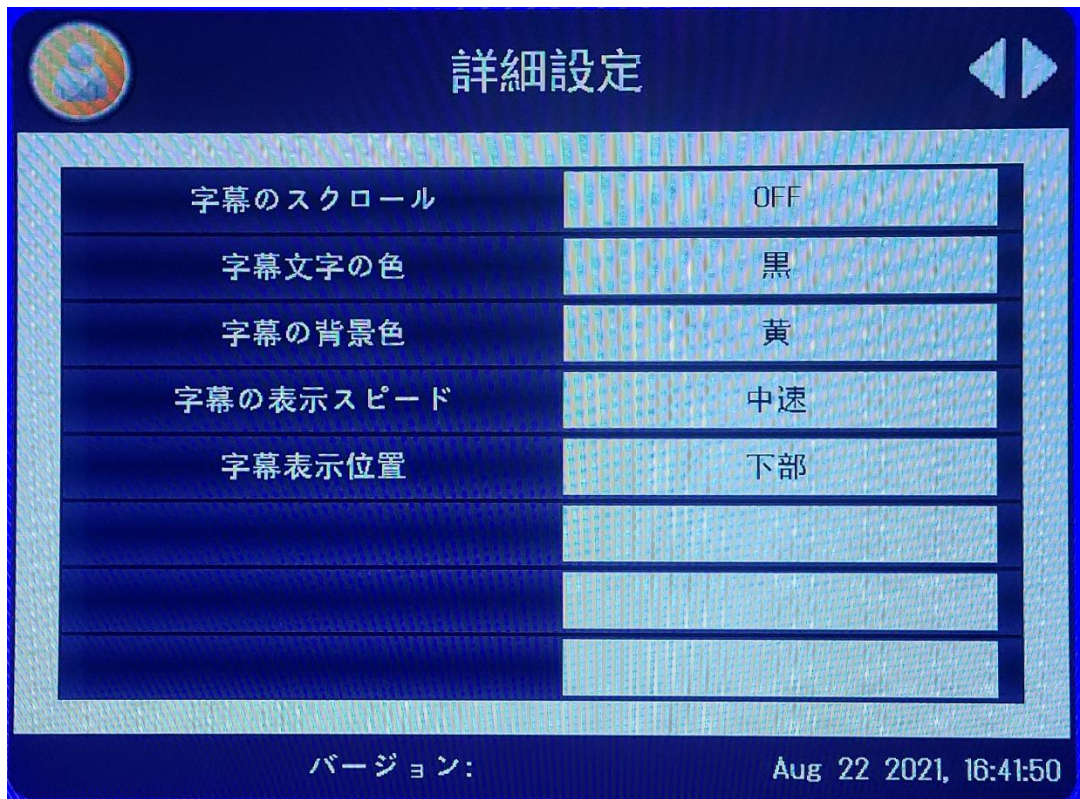 詳細設定
字幕のスクロール OFF
字幕文字の色 黒
字幕の背景色 黄
字幕の表示スピード 中速
字幕表示位置 下部
バージョン: Aug 22 2021, 16:41:50